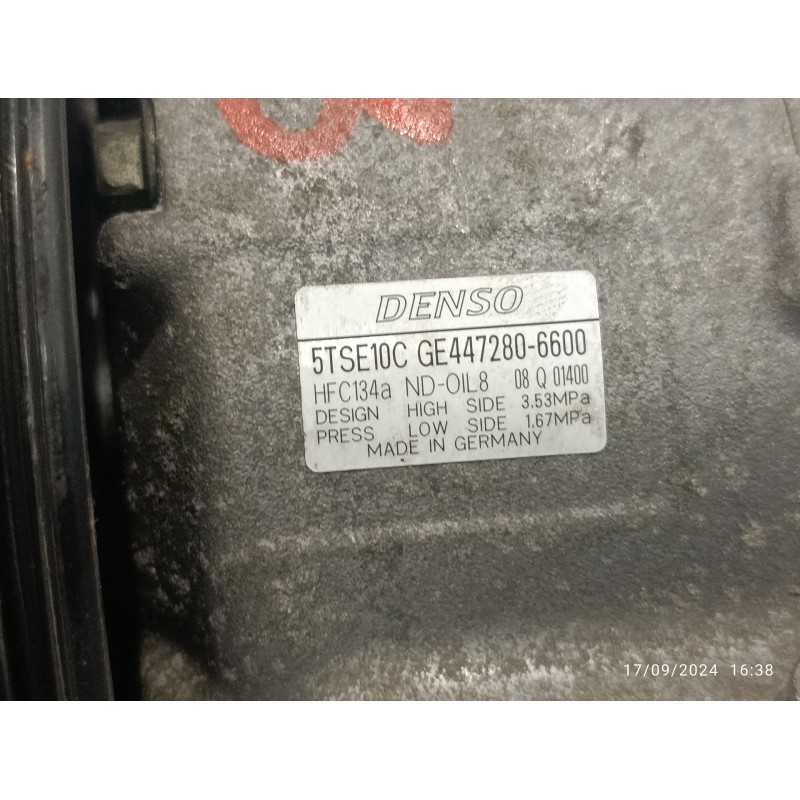 DENSO
5TSE10C GE447280-6600
HFC134a ND-OIL8 08 Q 01400
DESIGN HIGH SIDE 3.53MPa
PRESS LOW SIDE 1.67MPa
MADE IN GERMANY
17/09/2024 16:38